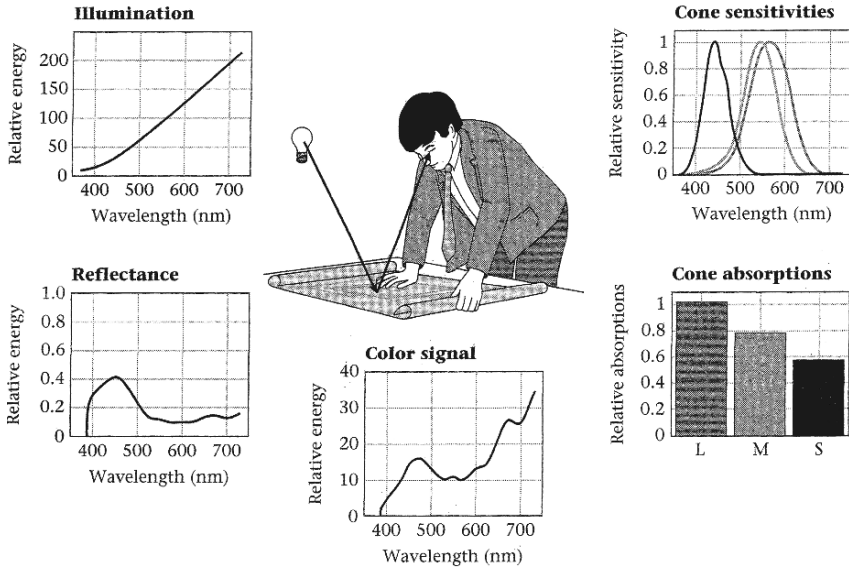 Illumination
Relative energy
200
150
100
50
0
400 500 600 700
Wavelength (nm)
Cone sensitivities
Relative sensitivity
1
0.8
0.6
0.4
0.2
0
400 500 600 700
Wavelength (nm)
Reflectance
Relative energy
1.0
0.8
0.6
0.4
0.2
0
400 500 600 700
Wavelength (nm)
Color signal
Relative energy
40
30
20
10
0
400 500 600 700
Wavelength (nm)
Cone absorptions
Relative absorptions
1
0.8
0.6
0.4
0.2
0
L M S